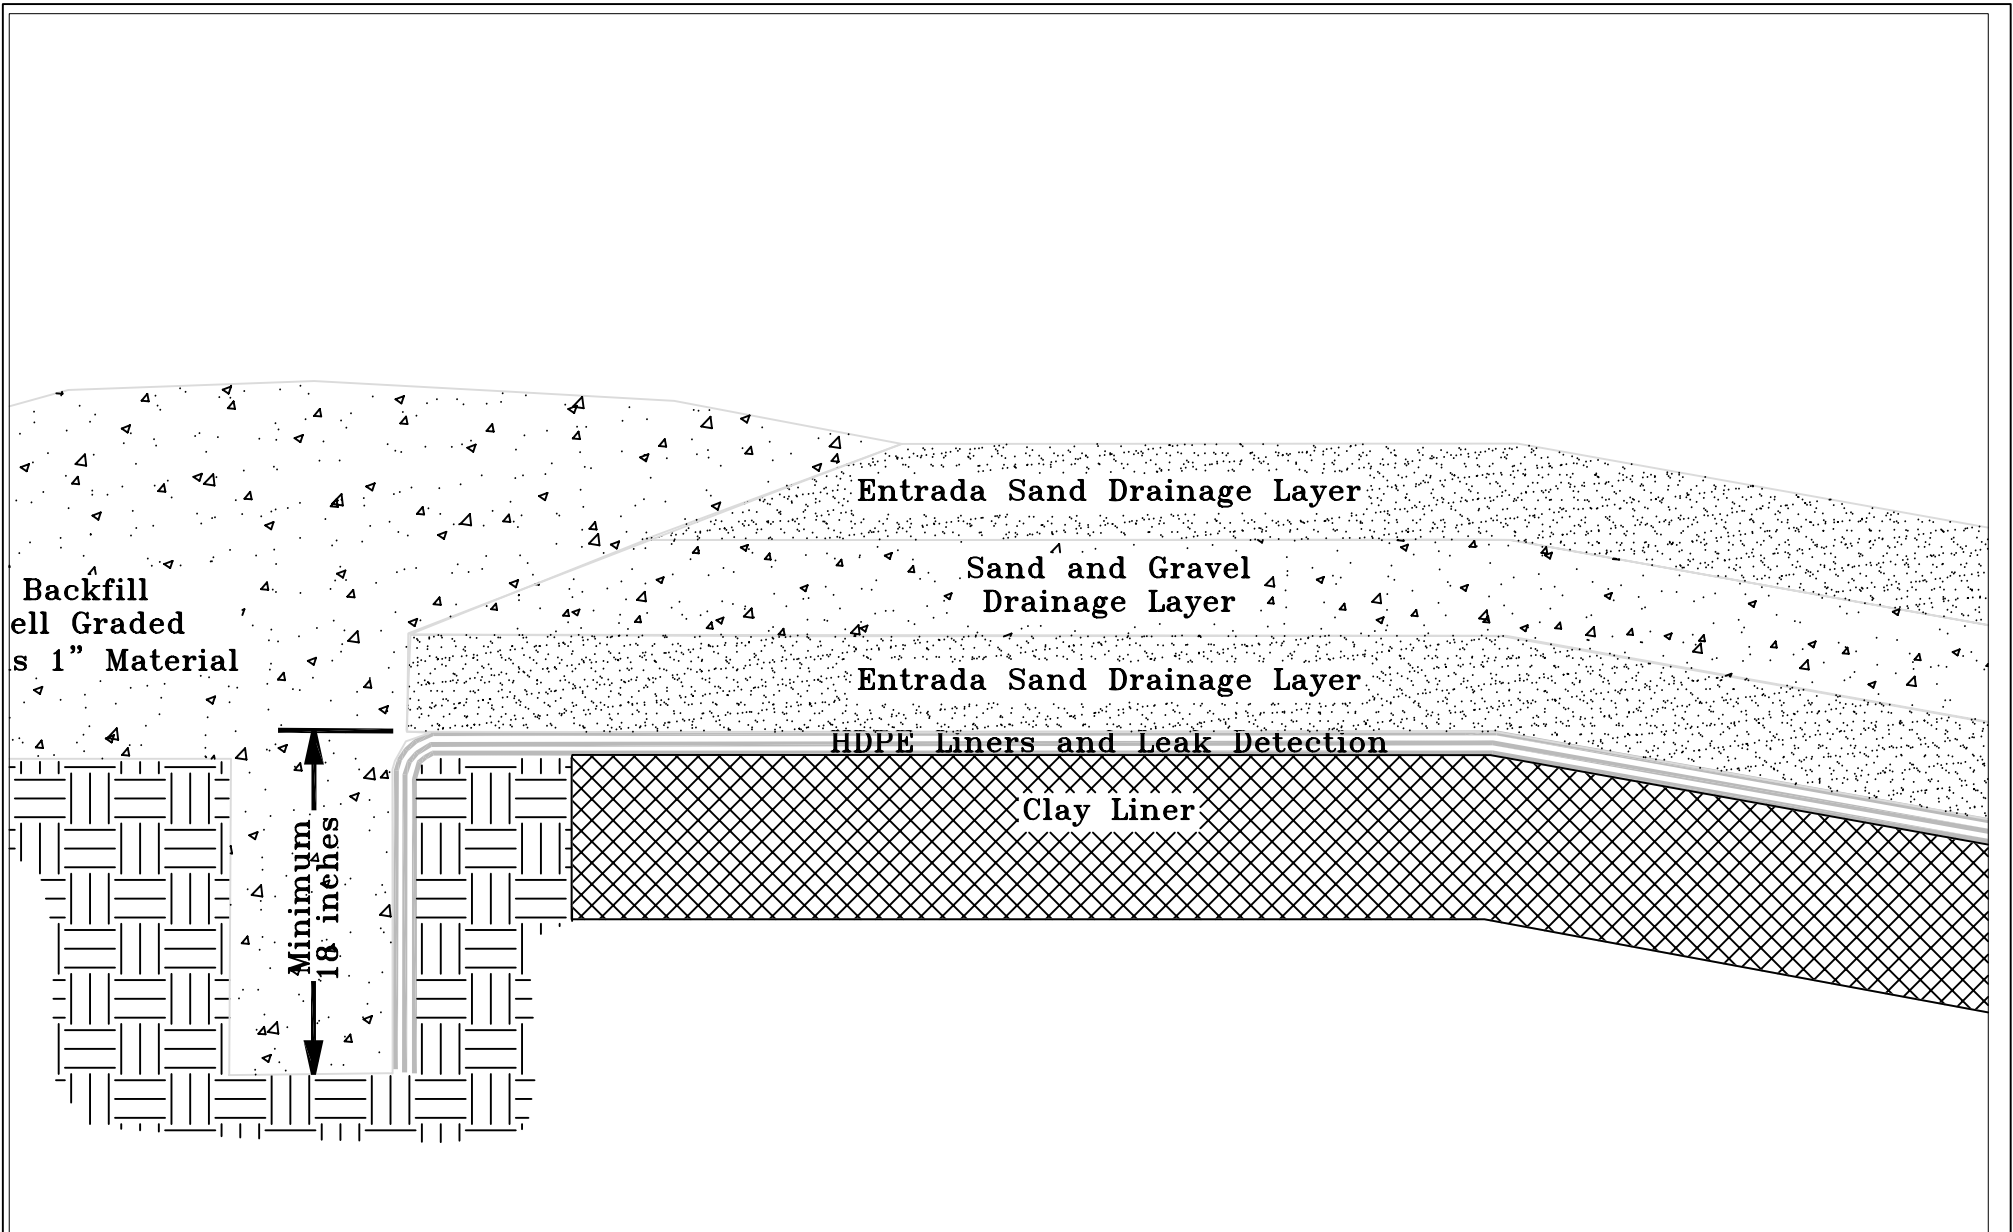 Entrada Sand Drainage Layer
Sand and Gravel
Drainage Layer
Backfill
ell Graded
s 1” Material
Entrada Sand Drainage Layer
HDPE Liners and Leak Detection
Clay Liner
Minimum
18 inches